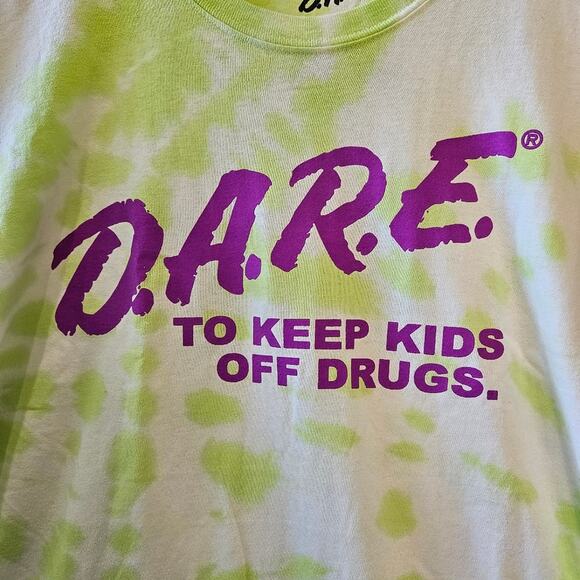 D.A.R.E.®
TO KEEP KIDS
OFF DRUGS.